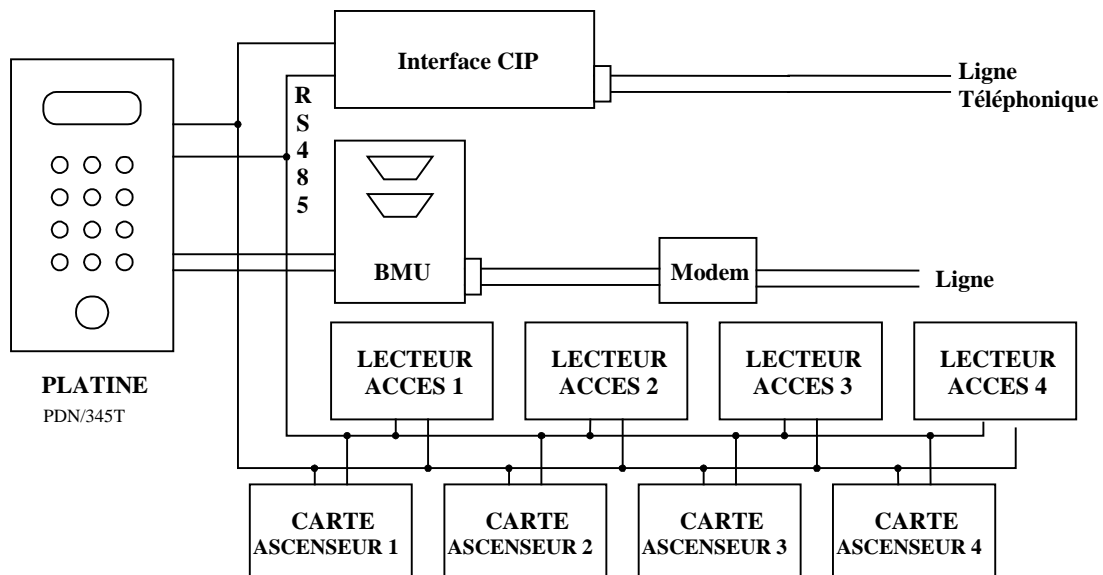 Interface CIP
Ligne
Téléphonique
R
S
4
8
5
BMU
Modem
Ligne
PLATINE
PDN/345T
LECTEUR
ACCES 1
LECTEUR
ACCES 2
LECTEUR
ACCES 3
LECTEUR
ACCES 4
CARTE
ASCENSEUR 1
CARTE
ASCENSEUR 2
CARTE
ASCENSEUR 3
CARTE
ASCENSEUR 4